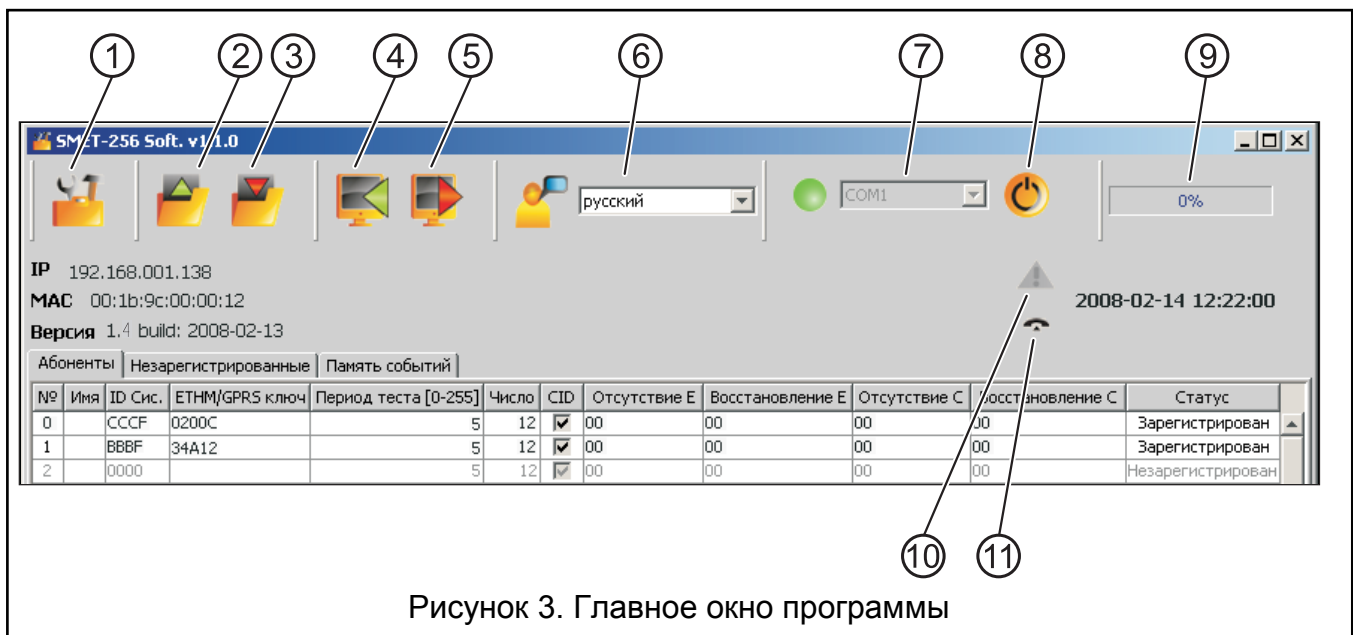 1 2 3 4 5 6 7 8 9
SMET-256 Soft. v1.1.0
русский COM1 0%
IP 192.168.001.138
MAC 00:1b:9c:00:00:12
2008-02-14 12:22:00
Версия 1.4 build: 2008-02-13
Абоненты Незарегистрированные Память событий
№ Имя ID Сис. ETHM/GPRS ключ Период теста [0-255] Число CID Отсутствие E Восстановление E Отсутствие C Восстановление C Статус
0 CCCF 0200C 5 12 00 00 00 00 Зарегистрирован
1 BBBF 34A12 5 12 00 00 00 00 Зарегистрирован
2 0000 5 12 00 00 00 00 Незарегистрирован
10 11
Рисунок 3. Главное окно программы